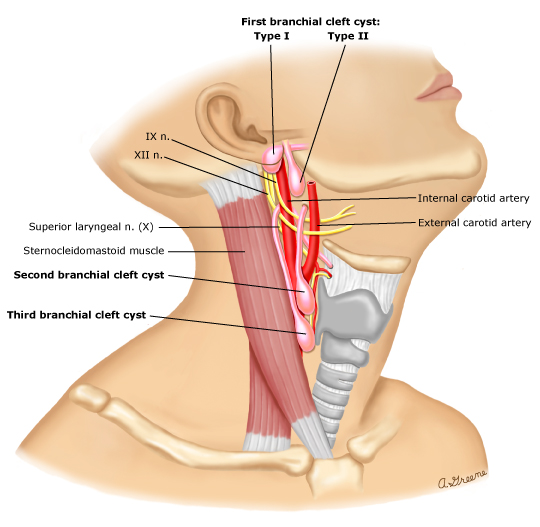 First branchial cleft cyst:
Type I
Type II
IX n.
XII n.
Internal carotid artery
External carotid artery
Superior laryngeal n. (X)
Sternocleidomastoid muscle
Second branchial cleft cyst
Third branchial cleft cyst
A.Greene